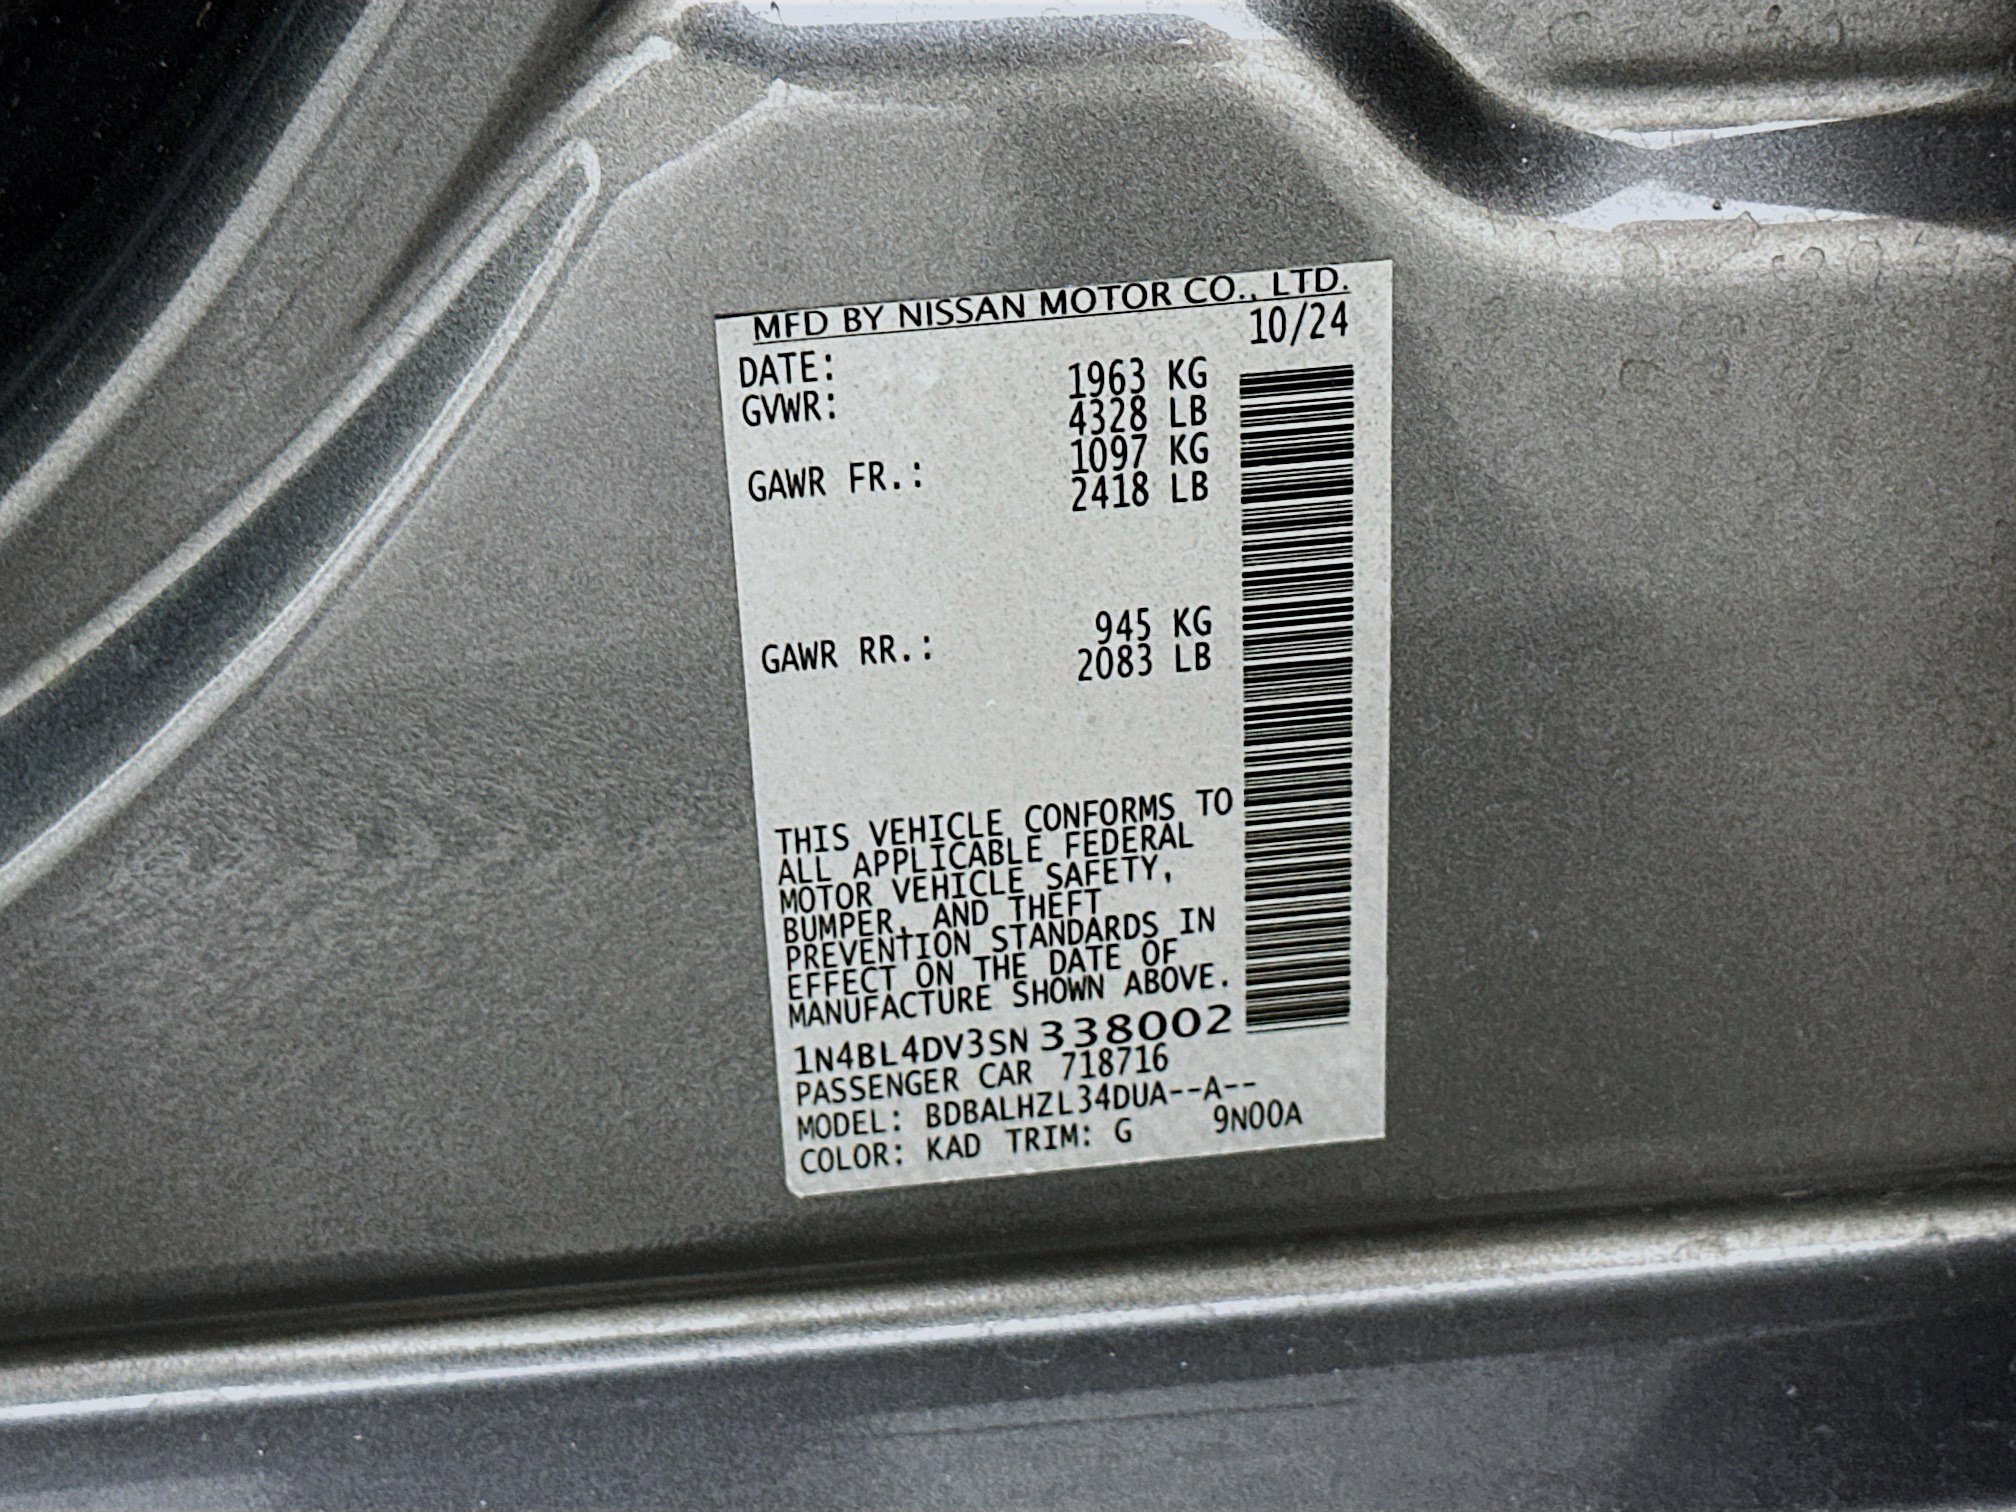 MFD BY NISSAN MOTOR CO., LTD.
DATE: 10/24
GVWR: 1963 KG
4328 LB
GAWR FR.: 1097 KG
2418 LB
GAWR RR.: 945 KG
2083 LB
THIS VEHICLE CONFORMS TO
ALL APPLICABLE FEDERAL
MOTOR VEHICLE SAFETY,
BUMPER, AND THEFT
PREVENTION STANDARDS IN
EFFECT ON THE DATE OF
MANUFACTURE SHOWN ABOVE.
1N4BL4DV3SN338002
PASSENGER CAR 718716
MODEL: BDBALHZL34DUA--A--
COLOR: KAD TRIM: G 9N00A